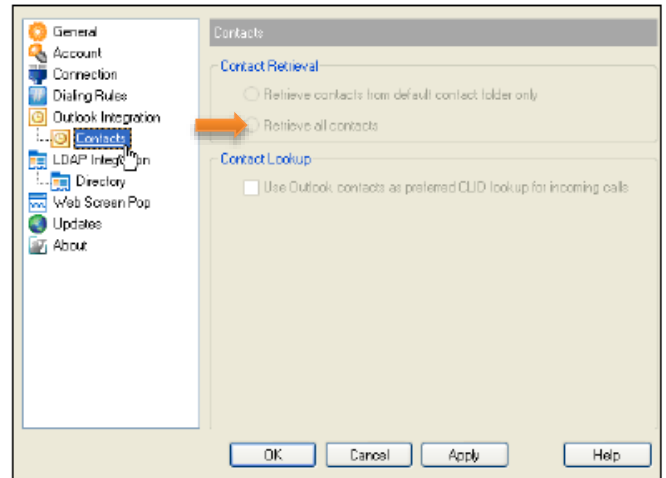 General
Account
Connection
Dialing Rules
Outlook Integration
Contacts
LDAP Integration
Directory
Web Screen Pop
Updates
About
Contacts
Contact Retrieval
Retrieve contacts from default contact folder only
Retrieve all contacts
Contact Lookup
Use Outlook contacts as preferred CLID lookup for incoming calls
OK
Cancel
Apply
Help